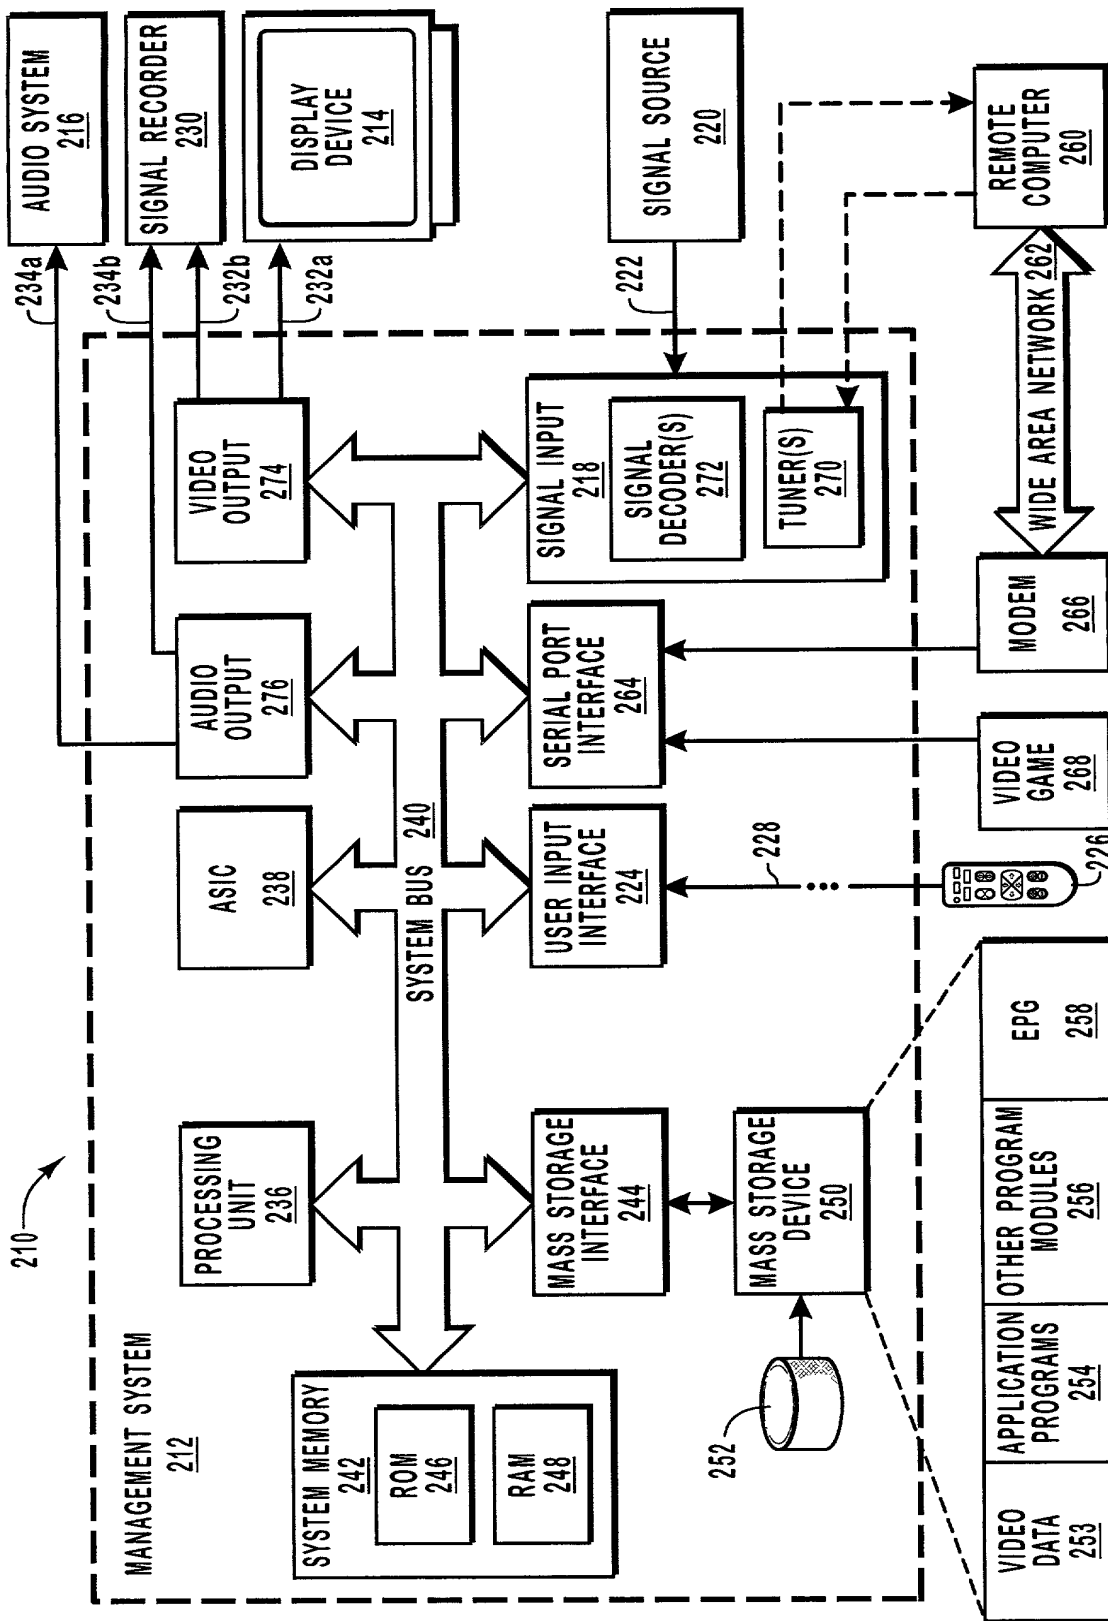 210
MANAGEMENT SYSTEM
212
SYSTEM MEMORY
242
ROM
246
RAM
248
PROCESSING
UNIT
236
ASIC
238
AUDIO
OUTPUT
276
VIDEO
OUTPUT
274
234a
234b
232b
232a
AUDIO SYSTEM
216
SIGNAL RECORDER
230
DISPLAY
DEVICE
214
SYSTEM BUS 240
MASS STORAGE
INTERFACE
244
USER INPUT
INTERFACE
224
SERIAL PORT
INTERFACE
264
SIGNAL INPUT
218
SIGNAL
DECODER(S)
272
TUNER(S)
270
222
SIGNAL SOURCE
220
252
MASS STORAGE
DEVICE
250
228
226
VIDEO
GAME
268
MODEM
266
WIDE AREA NETWORK 262
REMOTE
COMPUTER
260
VIDEO
DATA
253
APPLICATION
PROGRAMS
254
OTHER PROGRAM
MODULES
256
EPG
258